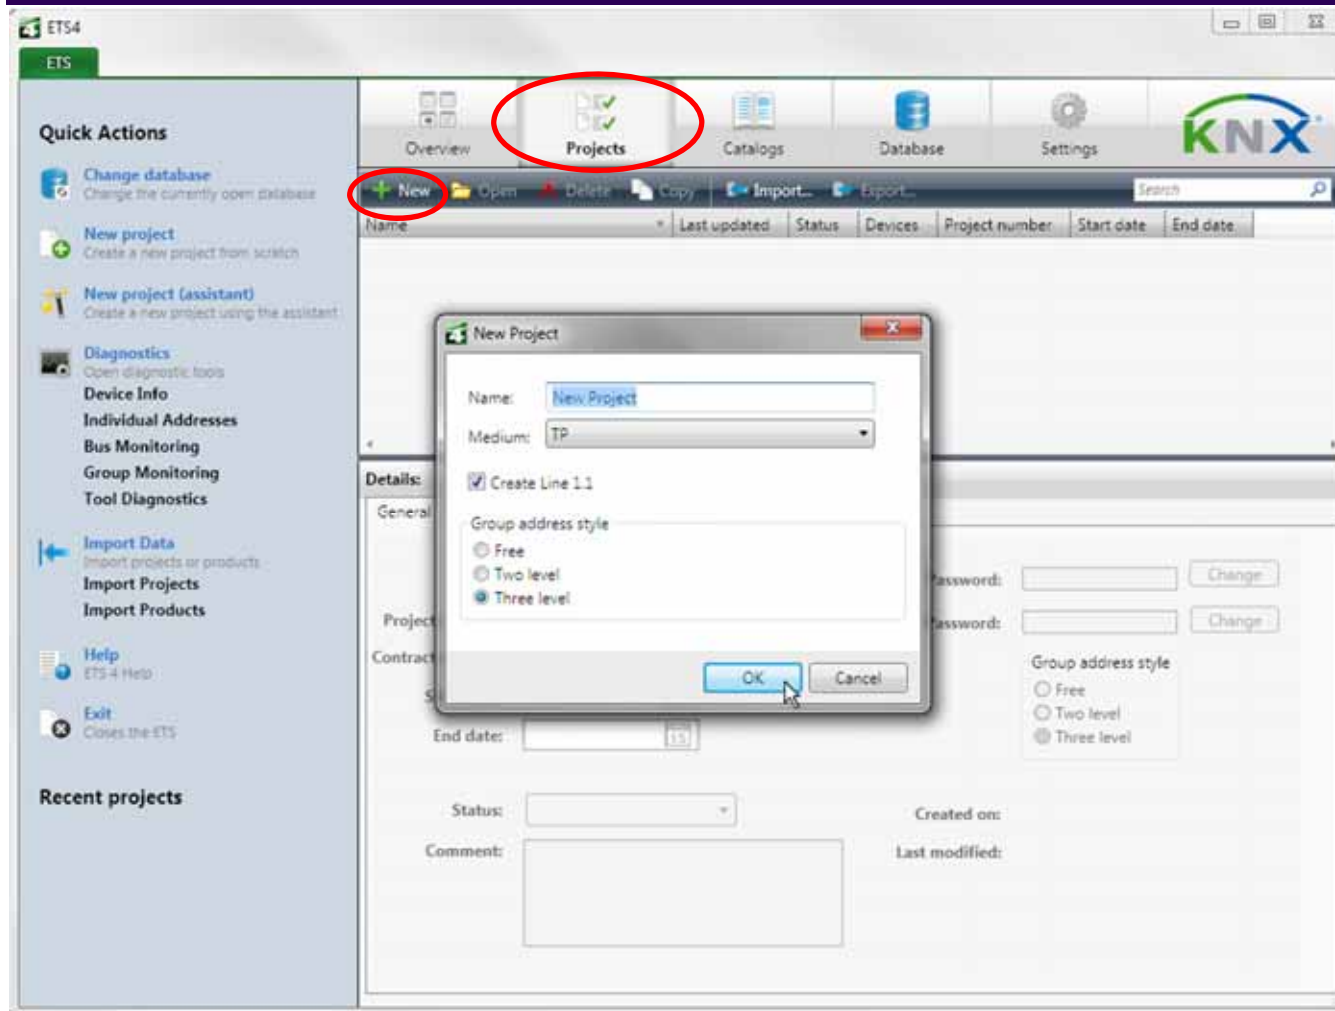 ETS4
ETS
Quick Actions
Change database
Change the currently open database
New project
Create a new project from scratch
New project (assistant)
Create a new project using the assistant
Diagnostics
Open diagnostic tools
Device Info
Individual Addresses
Bus Monitoring
Group Monitoring
Tool Diagnostics
Import Data
Import projects or products
Import Projects
Import Products
Help
ETS 4 Help
Exit
Closes the ETS
Recent projects
Overview Projects Catalogs Database Settings KNX
New Open Delete Copy Import... Export... Search
Name Last updated Status Devices Project number Start date End date
New Project
Name: New Project
Medium: TP
Create Line 1.1
Group address style
Free
Two level
Three level
OK Cancel
Details:
General
Password: Change
Project Password: Change
Contract
Group address style
Free
Two level
Three level
S
End date: 15
Status:
Created on:
Comment:
Last modified: